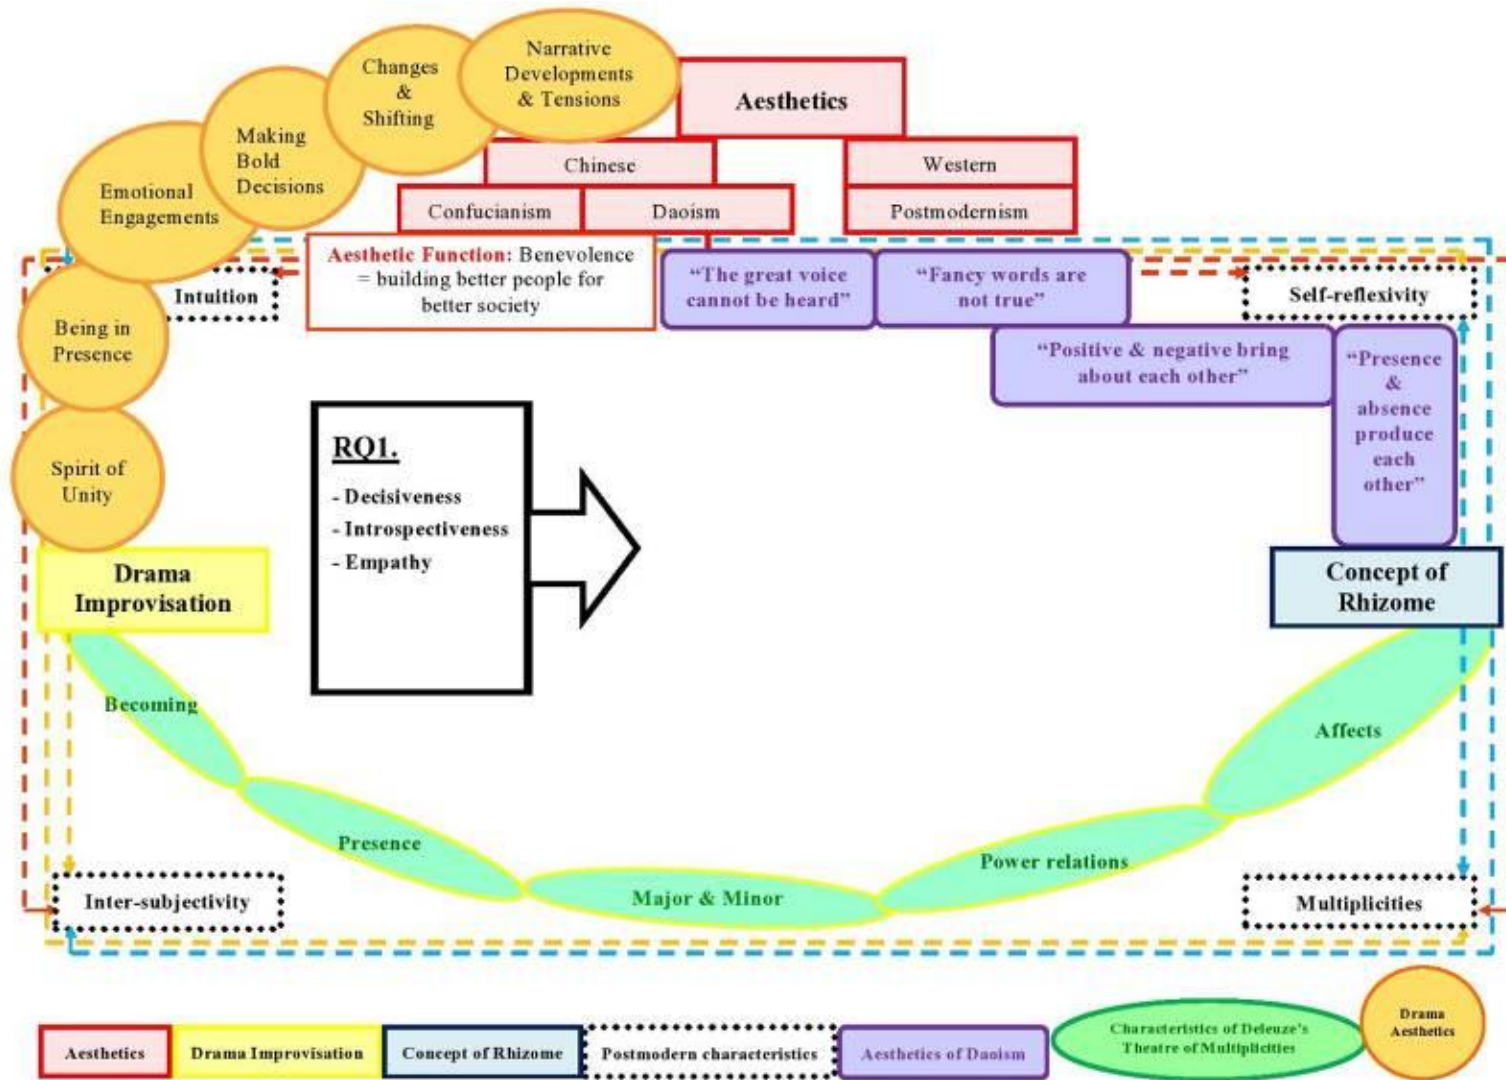 Narrative
Developments
& Tensions
Changes
&
Shifting
Making
Bold
Decisions
Emotional
Engagements
Being in
Presence
Spirit of
Unity
Aesthetics
Chinese
Western
Confucianism
Daoism
Postmodernism
Aesthetic Function: Benevolence
= building better people for
better society
Intuition
“The great voice
cannot be heard”
“Fancy words are
not true”
Self-reflexivity
“Positive & negative bring
about each other”
“Presence
&
absence
produce
each
other”
RQ1.
- Decisiveness
- Introspectiveness
- Empathy
Drama
Improvisation
Concept of
Rhizome
Becoming
Presence
Major & Minor
Power relations
Affects
Inter-subjectivity
Multiplicities
Aesthetics
Drama Improvisation
Concept of Rhizome
Postmodern characteristics
Aesthetics of Daoism
Characteristics of Deleuze’s
Theatre of Multiplicities
Drama
Aesthetics